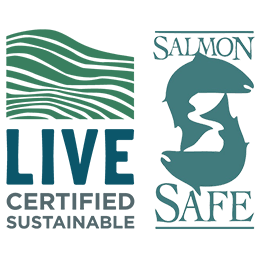 LIVE
CERTIFIED
SUSTAINABLE
SALMON
SAFE